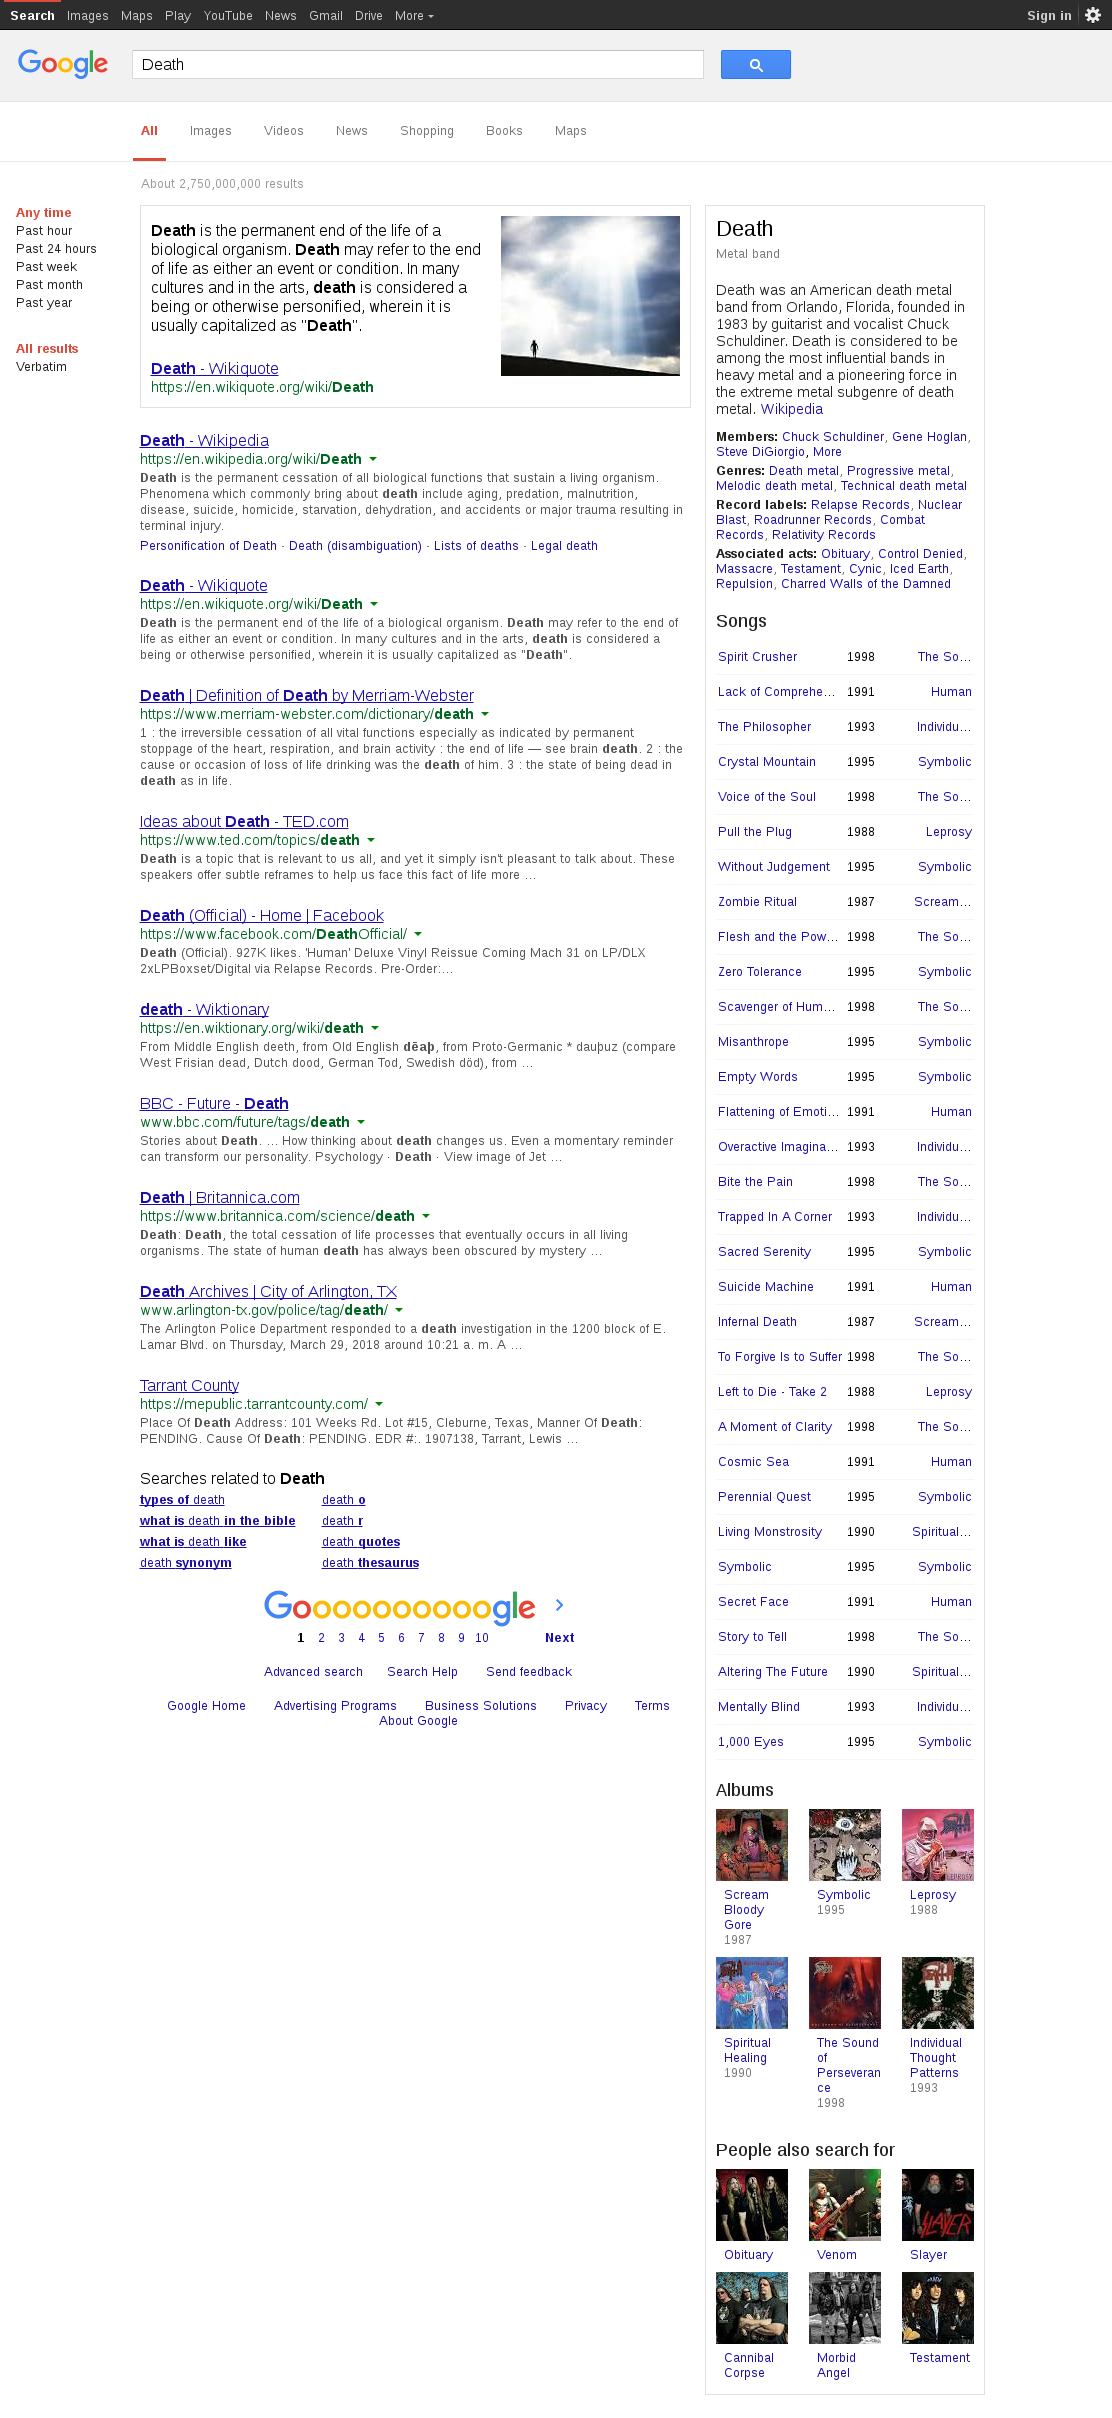 Search Images Maps Play YouTube News Gmail Drive More Sign in
Google Death
All Images Videos News Shopping Books Maps
About 2,750,000,000 results
Any time
Past hour
Past 24 hours
Past week
Past month
Past year
All results
Verbatim
Death is the permanent end of the life of a
biological organism. Death may refer to the end
of life as either an event or condition. In many
cultures and in the arts, death is considered a
being or otherwise personified, wherein it is
usually capitalized as "Death".
Death - Wikiquote
https://en.wikiquote.org/wiki/Death
Death - Wikipedia
https://en.wikipedia.org/wiki/Death
Death is the permanent cessation of all biological functions that sustain a living organism.
Phenomena which commonly bring about death include aging, predation, malnutrition,
disease, suicide, homicide, starvation, dehydration, and accidents or major trauma resulting in
terminal injury.
Personification of Death · Death (disambiguation) · Lists of deaths · Legal death
Death - Wikiquote
https://en.wikiquote.org/wiki/Death
Death is the permanent end of the life of a biological organism. Death may refer to the end of
life as either an event or condition. In many cultures and in the arts, death is considered a
being or otherwise personified, wherein it is usually capitalized as "Death".
Death | Definition of Death by Merriam-Webster
https://www.merriam-webster.com/dictionary/death
1 : the irreversible cessation of all vital functions especially as indicated by permanent
stoppage of the heart, respiration, and brain activity : the end of life — see brain death. 2 : the
cause or occasion of loss of life drinking was the death of him. 3 : the state of being dead in
death as in life.
Ideas about Death - TED.com
https://www.ted.com/topics/death
Death is a topic that is relevant to us all, and yet it simply isn't pleasant to talk about. These
speakers offer subtle reframes to help us face this fact of life more ...
Death (Official) - Home | Facebook
https://www.facebook.com/DeathOfficial/
Death (Official). 927K likes. 'Human' Deluxe Vinyl Reissue Coming Mach 31 on LP/DLX
2xLPBoxset/Digital via Relapse Records. Pre-Order:...
death - Wiktionary
https://en.wiktionary.org/wiki/death
From Middle English deeth, from Old English dēaþ, from Proto-Germanic * dauþuz (compare
West Frisian dead, Dutch dood, German Tod, Swedish död), from ...
BBC - Future - Death
www.bbc.com/future/tags/death
Stories about Death. ... How thinking about death changes us. Even a momentary reminder
can transform our personality. Psychology · Death · View image of Jet ...
Death | Britannica.com
https://www.britannica.com/science/death
Death: Death, the total cessation of life processes that eventually occurs in all living
organisms. The state of human death has always been obscured by mystery ...
Death Archives | City of Arlington, TX
www.arlington-tx.gov/police/tag/death/
The Arlington Police Department responded to a death investigation in the 1200 block of E.
Lamar Blvd. on Thursday, March 29, 2018 around 10:21 a. m. A ...
Tarrant County
https://mepublic.tarrantcounty.com/
Place Of Death Address: 101 Weeks Rd. Lot #15, Cleburne, Texas, Manner Of Death:
PENDING. Cause Of Death: PENDING. EDR #:. 1907138, Tarrant, Lewis ...
Searches related to Death
types of death death o
what is death in the bible death r
what is death like death quotes
death synonym death thesaurus
Goooooooooogle
1 2 3 4 5 6 7 8 9 10 Next
Advanced search Search Help Send feedback
Google Home Advertising Programs Business Solutions Privacy Terms
About Google
Death
Metal band
Death was an American death metal
band from Orlando, Florida, founded in
1983 by guitarist and vocalist Chuck
Schuldiner. Death is considered to be
among the most influential bands in
heavy metal and a pioneering force in
the extreme metal subgenre of death
metal. Wikipedia
Members: Chuck Schuldiner, Gene Hoglan,
Steve DiGiorgio, More
Genres: Death metal, Progressive metal,
Melodic death metal, Technical death metal
Record labels: Relapse Records, Nuclear
Blast, Roadrunner Records, Combat
Records, Relativity Records
Associated acts: Obituary, Control Denied,
Massacre, Testament, Cynic, Iced Earth,
Repulsion, Charred Walls of the Damned
Songs
Spirit Crusher 1998 The So...
Lack of Comprehe... 1991 Human
The Philosopher 1993 Individu...
Crystal Mountain 1995 Symbolic
Voice of the Soul 1998 The So...
Pull the Plug 1988 Leprosy
Without Judgement 1995 Symbolic
Zombie Ritual 1987 Scream...
Flesh and the Pow... 1998 The So...
Zero Tolerance 1995 Symbolic
Scavenger of Hum... 1998 The So...
Misanthrope 1995 Symbolic
Empty Words 1995 Symbolic
Flattening of Emoti... 1991 Human
Overactive Imagina... 1993 Individu...
Bite the Pain 1998 The So...
Trapped In A Corner 1993 Individu...
Sacred Serenity 1995 Symbolic
Suicide Machine 1991 Human
Infernal Death 1987 Scream...
To Forgive Is to Suffer 1998 The So...
Left to Die - Take 2 1988 Leprosy
A Moment of Clarity 1998 The So...
Cosmic Sea 1991 Human
Perennial Quest 1995 Symbolic
Living Monstrosity 1990 Spiritual...
Symbolic 1995 Symbolic
Secret Face 1991 Human
Story to Tell 1998 The So...
Altering The Future 1990 Spiritual...
Mentally Blind 1993 Individu...
1,000 Eyes 1995 Symbolic
Albums
LEPROSY
Scream
Bloody
Gore
1987
Symbolic
1995
Leprosy
1988
Spiritual
Healing
1990
The Sound
of
Perseveran
ce
1998
Individual
Thought
Patterns
1993
People also search for
SLAYER
Obituary Venom Slayer
Cannibal
Corpse
Morbid
Angel
Testament